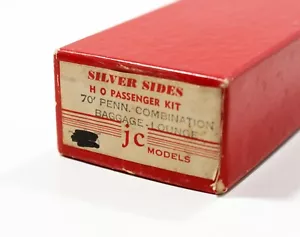 SILVER SIDES
H O PASSENGER KIT
70' PENN. COMBINATION
BAGGAGE-LOUNGE
jc
MODELS